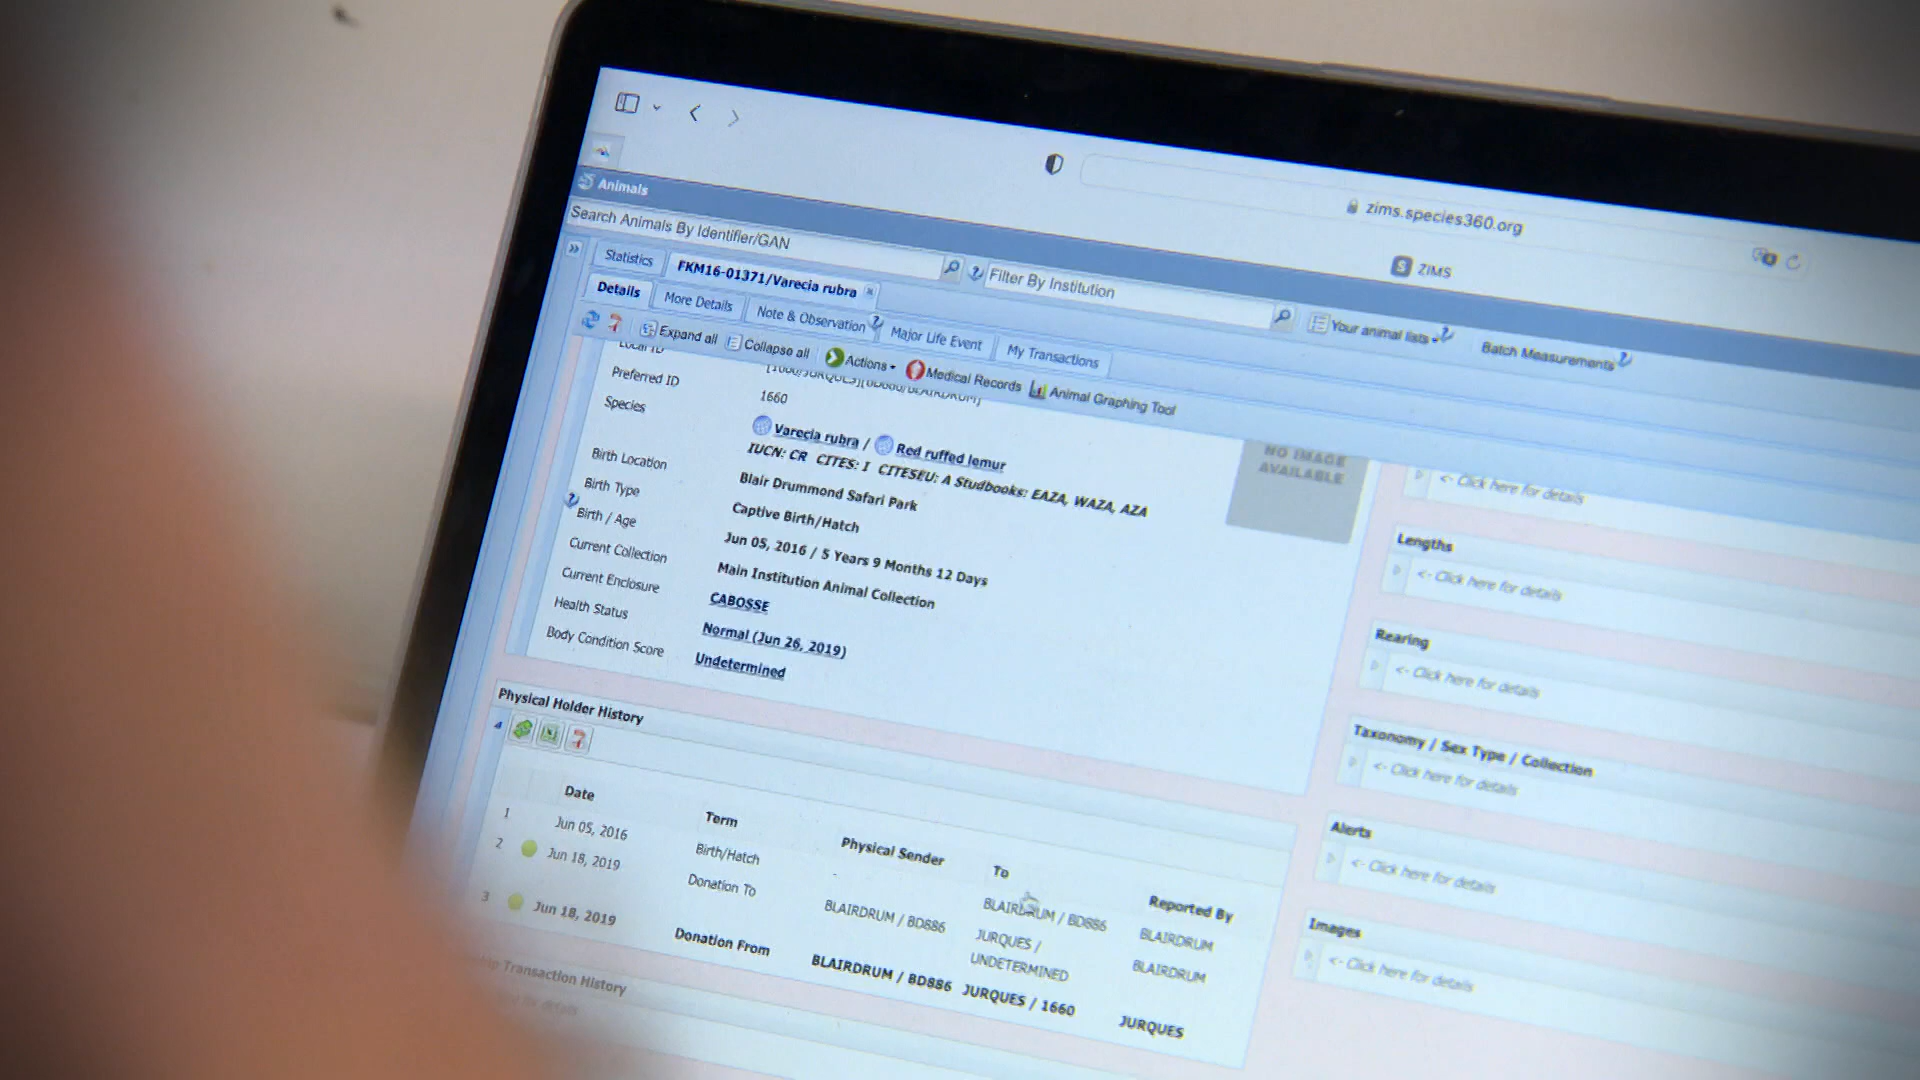 zims.species360.org
ZIMS
Animals
Search Animals By Identifier/GAN
Filter By Institution
Your animal lists
Batch Measurements
Statistics
FKM16-01371/Varecia rubra
Details
More Details
Note & Observation
Major Life Event
My Transactions
Expand all
Collapse all
Actions
Medical Records
Animal Graphing Tool
Local ID
Preferred ID
1660
Species
Varecia rubra / Red ruffed lemur
IUCN: CR CITES: I CITESEU: A Studbooks: EAZA, WAZA, AZA
Birth Location
Blair Drummond Safari Park
Birth Type
Captive Birth/Hatch
Birth / Age
Jun 05, 2016 / 5 Years 9 Months 12 Days
Current Collection
Main Institution Animal Collection
Current Enclosure
CABOSSE
Health Status
Normal (Jun 26, 2019)
Body Condition Score
Undetermined
NO IMAGE
AVAILABLE
Physical Holder History
Date Term Physical Sender To Reported By
1 Jun 05, 2016 Birth/Hatch - BLAIRDRUM / BD886 BLAIRDRUM
2 Jun 18, 2019 Donation To BLAIRDRUM / BD886 JURQUES / UNDETERMINED BLAIRDRUM
3 Jun 18, 2019 Donation From BLAIRDRUM / BD886 JURQUES / 1660 JURQUES
Transaction History
<- Click here for details
Lengths
<- Click here for details
Rearing
<- Click here for details
Taxonomy / Sex Type / Collection
<- Click here for details
Alerts
<- Click here for details
Images
<- Click here for details